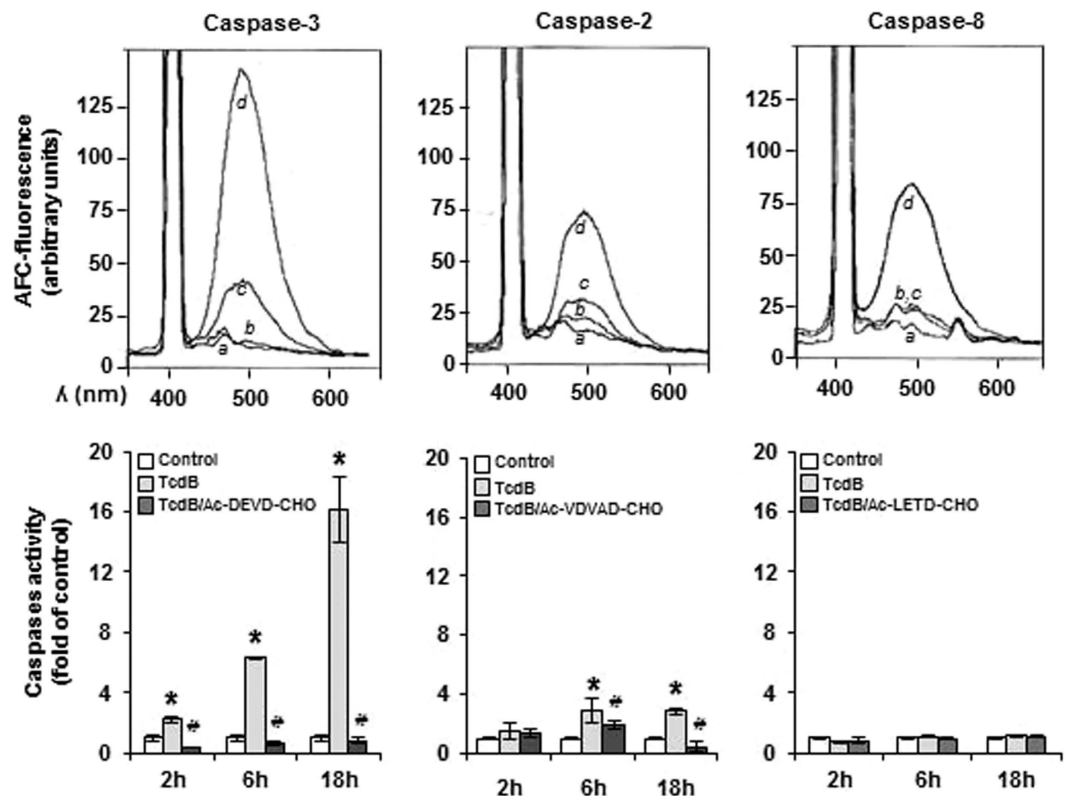 Caspase-3
Caspase-2
Caspase-8
AFC-fluorescence
(arbitrary units)
125
100
75
50
25
0
d
c
b
a
λ (nm)
400
500
600
125
100
75
50
25
0
d
c
b
a
400
500
600
125
100
75
50
25
0
d
b,c
a
400
500
600
Caspases activity
(fold of control)
20
16
12
8
4
0
Control
TcdB
TcdB/Ac-DEVD-CHO
*
#
*
#
*
#
2h
6h
18h
20
16
12
8
4
0
Control
TcdB
TcdB/Ac-VDVAD-CHO
*
#
*
#
2h
6h
18h
20
16
12
8
4
0
Control
TcdB
TcdB/Ac-LETD-CHO
2h
6h
18h